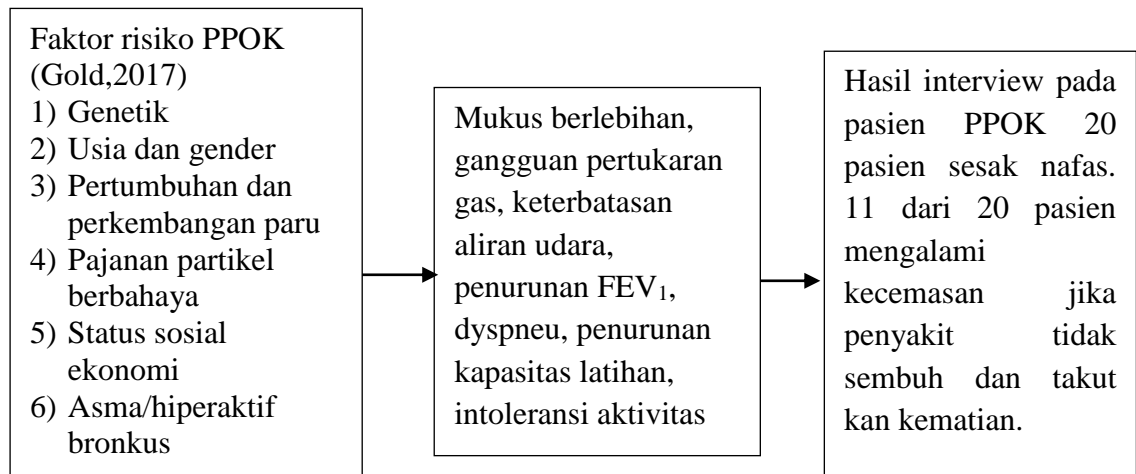 Faktor risiko PPOK
(Gold,2017)
1) Genetik
2) Usia dan gender
3) Pertumbuhan dan
perkembangan paru
4) Pajanan partikel
berbahaya
5) Status sosial
ekonomi
6) Asma/hiperaktif
bronkus
Mukus berlebihan,
gangguan pertukaran
gas, keterbatasan
aliran udara,
penurunan FEV₁,
dyspneu, penurunan
kapasitas latihan,
intoleransi aktivitas
Hasil interview pada
pasien PPOK 20
pasien sesak nafas.
11 dari 20 pasien
mengalami
kecemasan jika
penyakit tidak
sembuh dan takut
kan kematian.